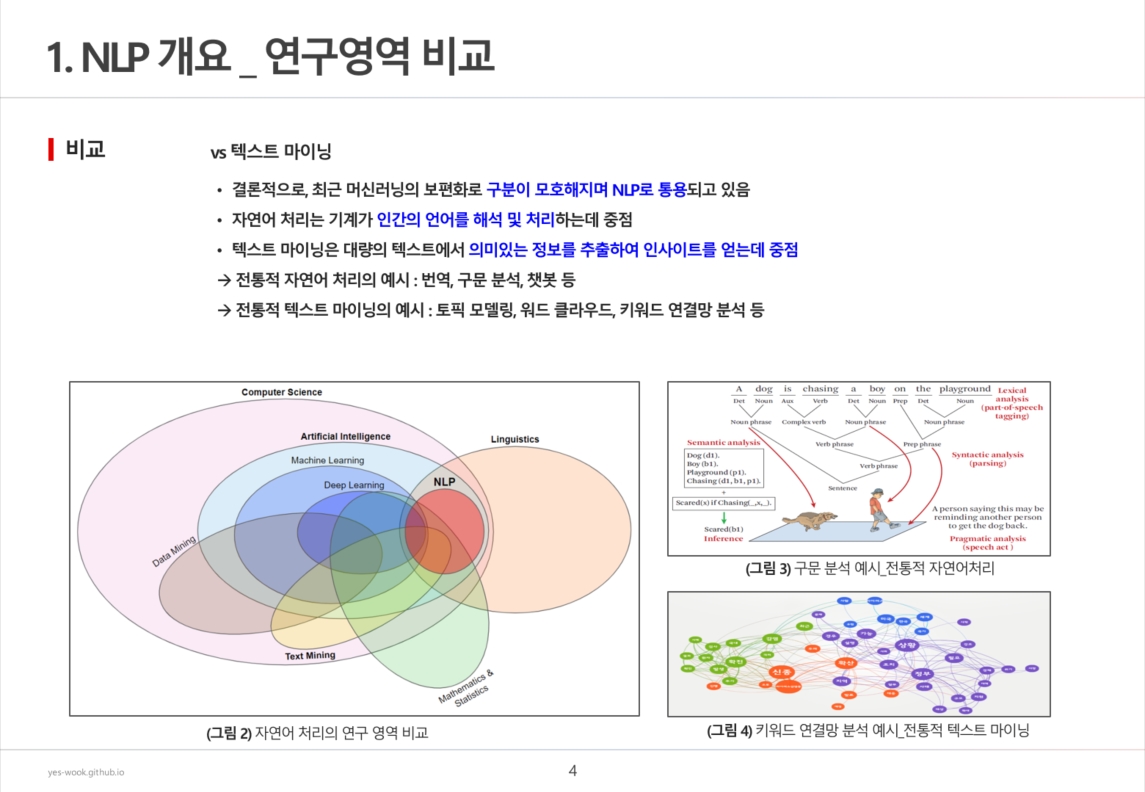 1. NLP 개요 _ 연구영역 비교
비교
vs 텍스트 마이닝
• 결론적으로, 최근 머신러닝의 보편화로 구분이 모호해지며 NLP로 통용되고 있음
• 자연어 처리는 기계가 인간의 언어를 해석 및 처리하는데 중점
• 텍스트 마이닝은 대량의 텍스트에서 의미있는 정보를 추출하여 인사이트를 얻는데 중점
→ 전통적 자연어 처리의 예시 : 번역, 구문 분석, 챗봇 등
→ 전통적 텍스트 마이닝의 예시 : 토픽 모델링, 워드 클라우드, 키워드 연결망 분석 등
Computer Science
Artificial Intelligence
Machine Learning
Deep Learning
NLP
Linguistics
Data Mining
Text Mining
Mathematics &
Statistics
(그림 2) 자연어 처리의 연구 영역 비교
A dog is chasing a boy on the playground
Det Noun Aux Verb Det Noun Prep Det Noun
Lexical
analysis
(part-of-speech
tagging)
Noun phrase Complex verb Noun phrase Noun phrase
Semantic analysis
Verb phrase Prep phrase
Dog (d1).
Boy (b1).
Playground (p1).
Chasing (d1, b1, p1).
+
Syntactic analysis
(parsing)
Verb phrase
Sentence
Scared(x) if Chasing(_,x,_).
Scared(b1)
Inference
A person saying this may be
reminding another person
to get the dog back.
Pragmatic analysis
(speech act )
(그림 3) 구문 분석 예시_전통적 자연어처리
(그림 4) 키워드 연결망 분석 예시_전통적 텍스트 마이닝
yes-wook.github.io
4